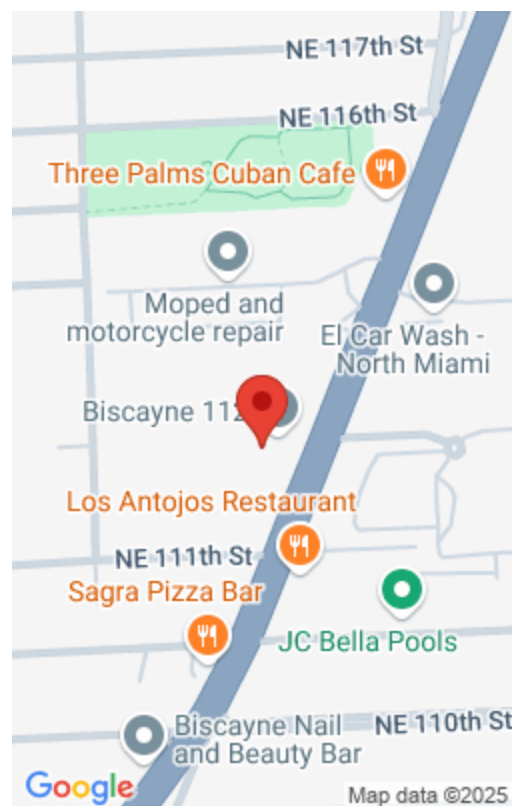 NE 117th St
NE 116th St
Three Palms Cuban Cafe
Moped and
motorcycle repair
El Car Wash -
North Miami
Biscayne 112
Los Antojos Restaurant
NE 111th St
Sagra Pizza Bar
JC Bella Pools
Biscayne Nail
and Beauty Bar
NE 110th St
Google
Map data ©2025